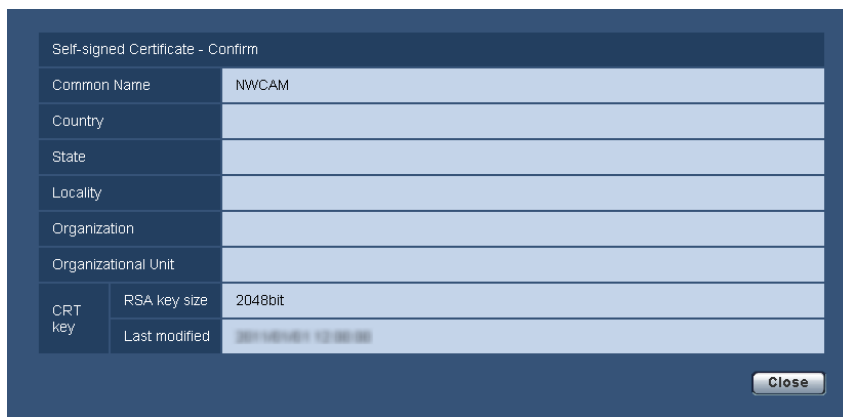 Self-signed Certificate - Confirm
Common Name NWCAM
Country
State
Locality
Organization
Organizational Unit
CRT key
RSA key size 2048bit
Last modified
Close